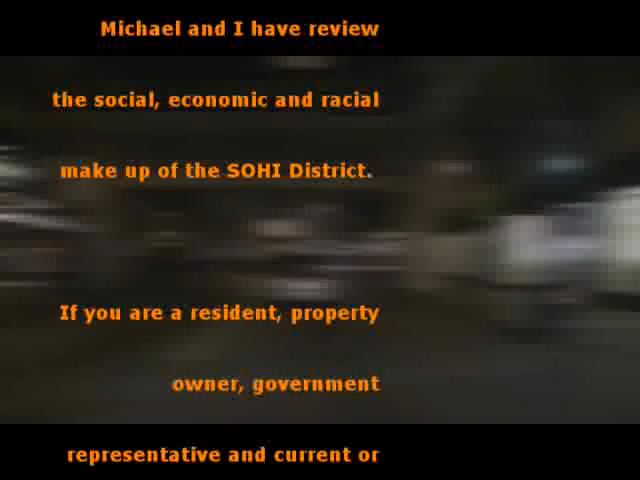 Michael and I have review
the social, economic and racial
make up of the SOHI District.
If you are a resident, property
owner, government
representative and current or